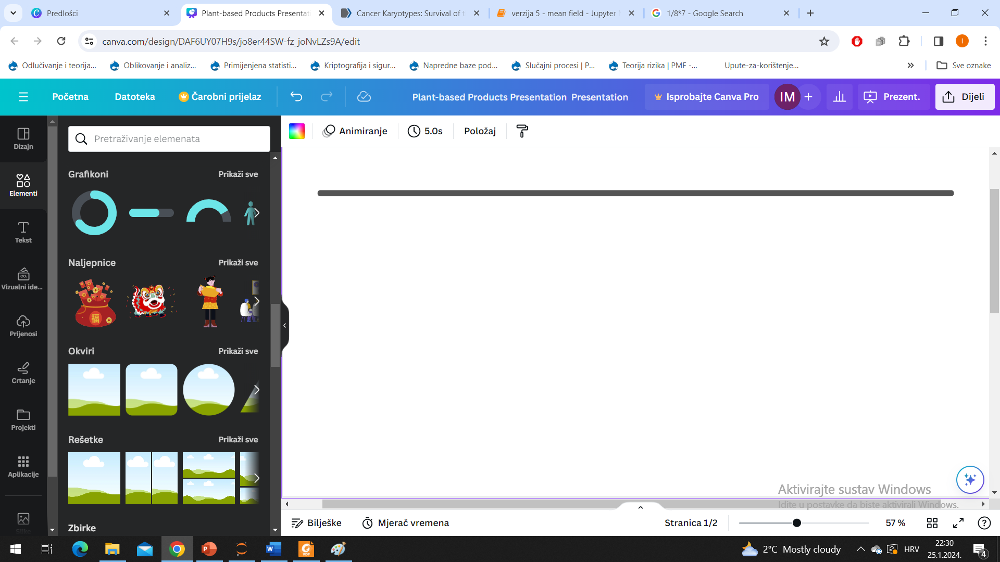 Predlošci
Plant-based Products Presentati
Cancer Karyotypes: Survival of t
verzija 5 - mean field - Jupyter
1/8*7 - Google Search
canva.com/design/DAF6UY07H9s/jo8er44SW-fz_joNvLZs9A/edit
I
Odlučivanje i teorija...
Oblikovanje i analiz...
Primijenjena statisti...
Kriptografija i sigur...
Napredne baze pod...
Slučajni procesi | P...
Teorija rizika | PMF -...
Upute-za-korištenje...
Sve oznake
Početna
Datoteka
Čarobni prijelaz
Plant-based Products Presentation Presentation
Isprobajte Canva Pro
IM
Prezent.
Dijeli
Dizajn
Elementi
Tekst
CO.
Vizualni ide...
Prijenosi
Crtanje
Projekti
Aplikacije
Slike
Pretraživanje elemenata
Animiranje
5.0s
Položaj
Grafikoni
Prikaži sve
Naljepnice
Prikaži sve
福
Okviri
Prikaži sve
Rešetke
Prikaži sve
Zbirke
Aktivirajte sustav Windows
Idite u postavke da biste aktivirali Windows.
Bilješke
Mjerač vremena
Stranica 1/2
57 %
2°C Mostly cloudy
HRV
22:30
25.1.2024.
4